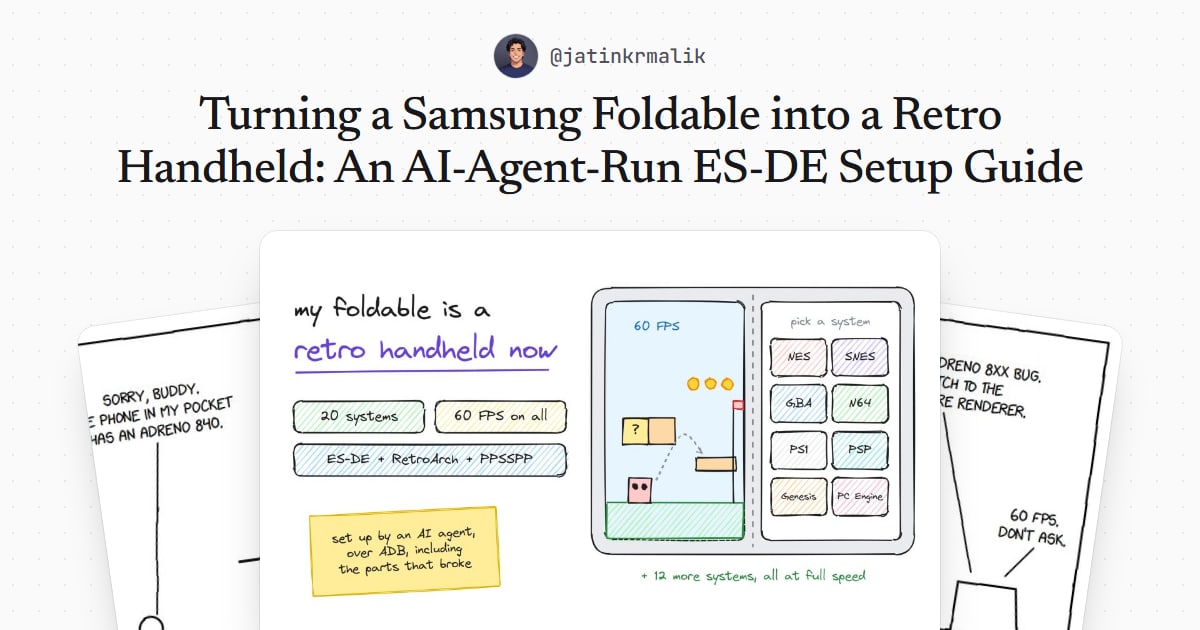 @jatinkrmalik
Turning a Samsung Foldable into a Retro
Handheld: An AI-Agent-Run ES-DE Setup Guide
SORRY, BUDDY.
PHONE IN MY POCKET
HAS AN ADRENO 840.
my foldable is a
retro handheld now
20 systems
60 FPS on all
ES-DE + RetroArch + PPSSPP
set up by an AI agent,
over ADB, including
the parts that broke
60 FPS
?
pick a system
NES
SNES
GBA
N64
PS1
PSP
Genesis
PC Engine
+ 12 more systems, all at full speed
8XX BUG.
TO THE
RENDERER.
60 FPS.
DON'T ASK.